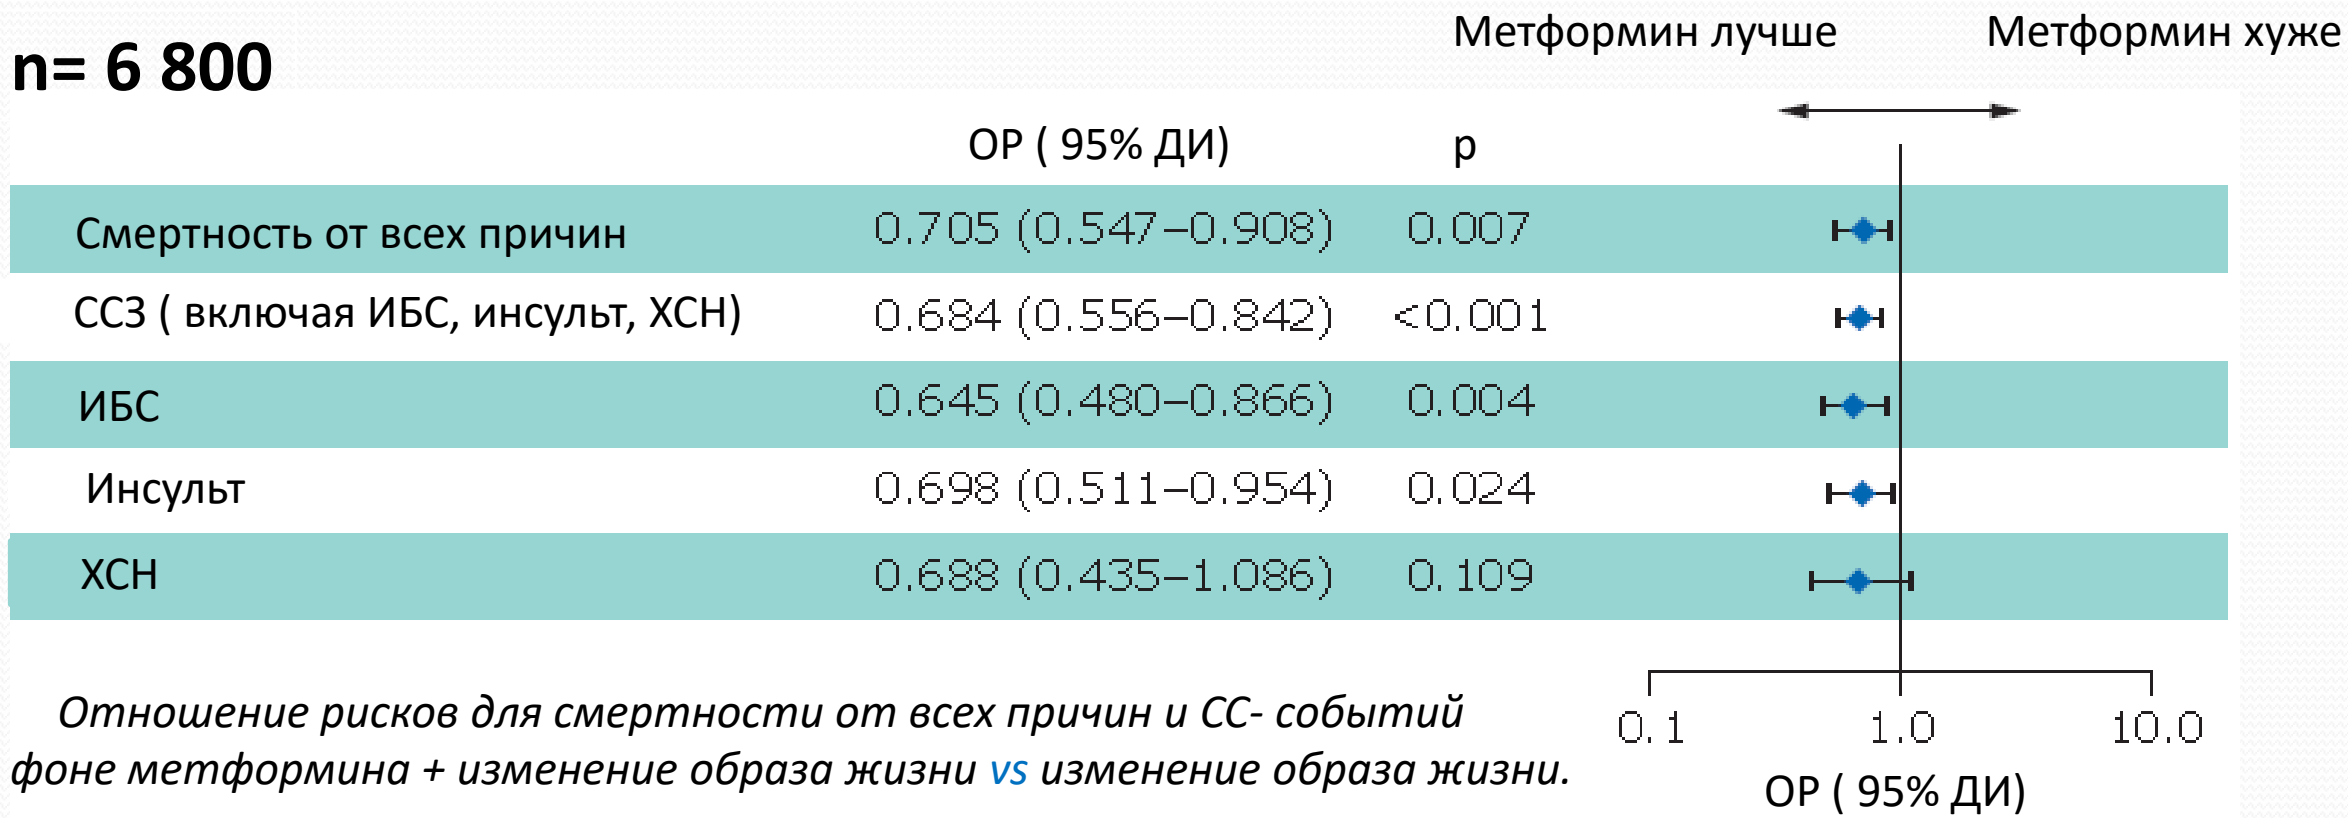 Метформин лучше Метформин хуже
n= 6 800
ОР ( 95% ДИ) р
Смертность от всех причин 0.705 (0.547–0.908) 0.007
ССЗ ( включая ИБС, инсульт, ХСН) 0.684 (0.556–0.842) <0.001
ИБС 0.645 (0.480–0.866) 0.004
Инсульт 0.698 (0.511–0.954) 0.024
ХСН 0.688 (0.435–1.086) 0.109
Отношение рисков для смертности от всех причин и СС- событий
фоне метформина + изменение образа жизни vs изменение образа жизни.
0.1 1.0 10.0
ОР ( 95% ДИ)